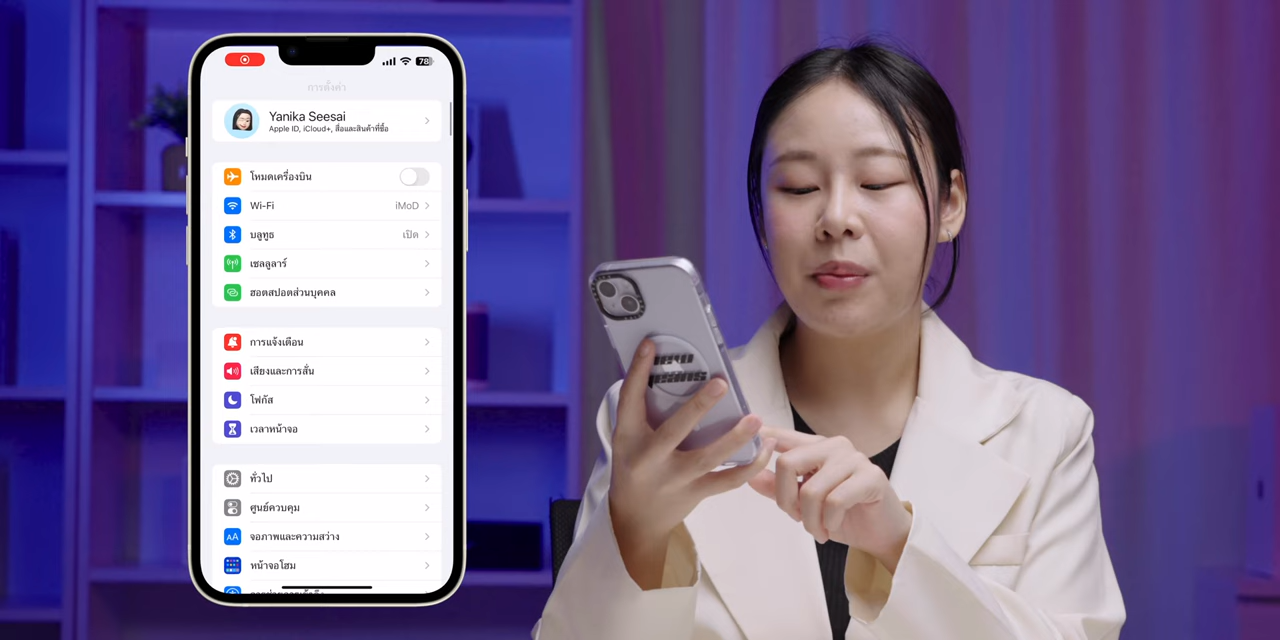 78
การตั้งค่า
Yanika Seesai
Apple ID, iCloud+, สื่อและสินค้าที่ซื้อ
โหมดเครื่องบิน
Wi-Fi iMoD
บลูทูธ เปิด
เซลลูลาร์
ฮอตสปอตส่วนบุคคล
การแจ้งเตือน
เสียงและการสั่น
โฟกัส
เวลาหน้าจอ
ทั่วไป
ศูนย์ควบคุม
AA จอภาพและความสว่าง
หน้าจอโฮม
new
jeans